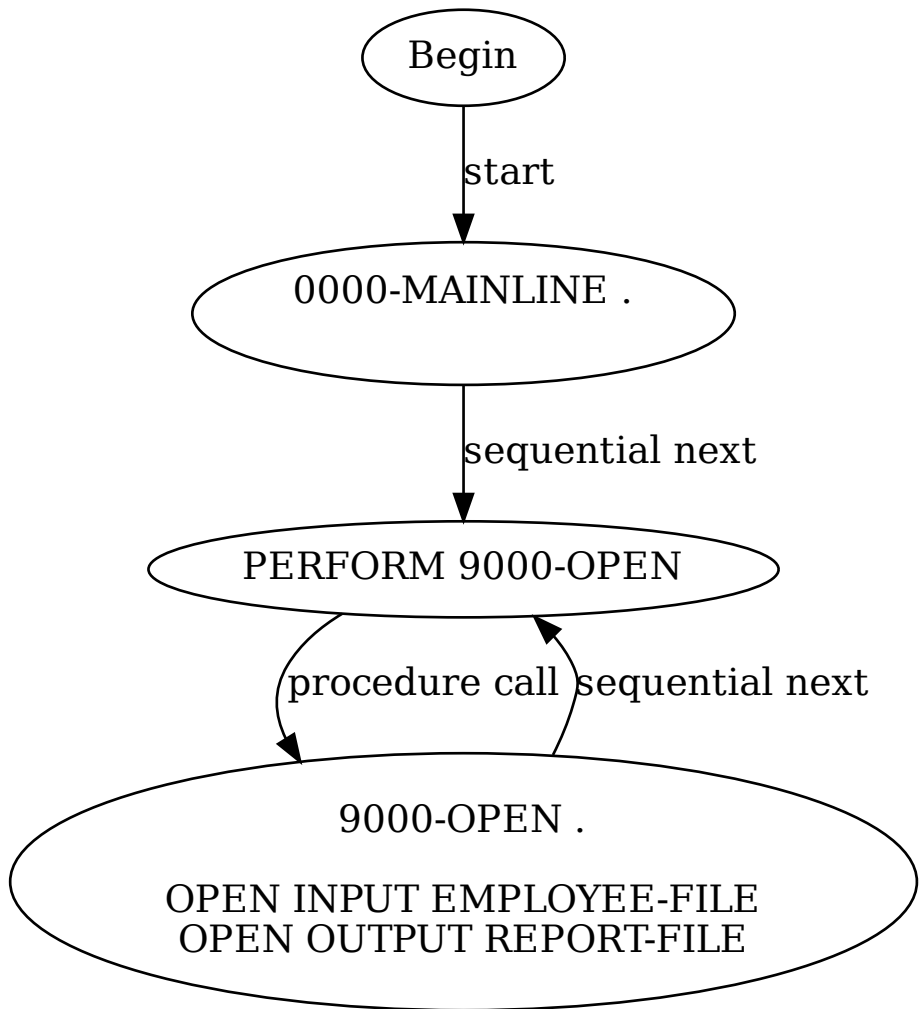 Begin
start
0000-MAINLINE .
sequential next
PERFORM 9000-OPEN
procedure call
sequential next
9000-OPEN .
OPEN INPUT EMPLOYEE-FILE
OPEN OUTPUT REPORT-FILE